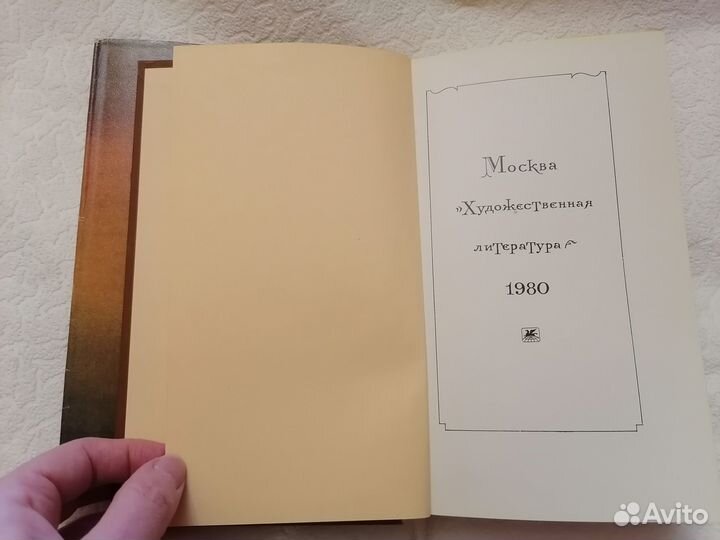 Москва
"Художественная
литература"
1980
Avito